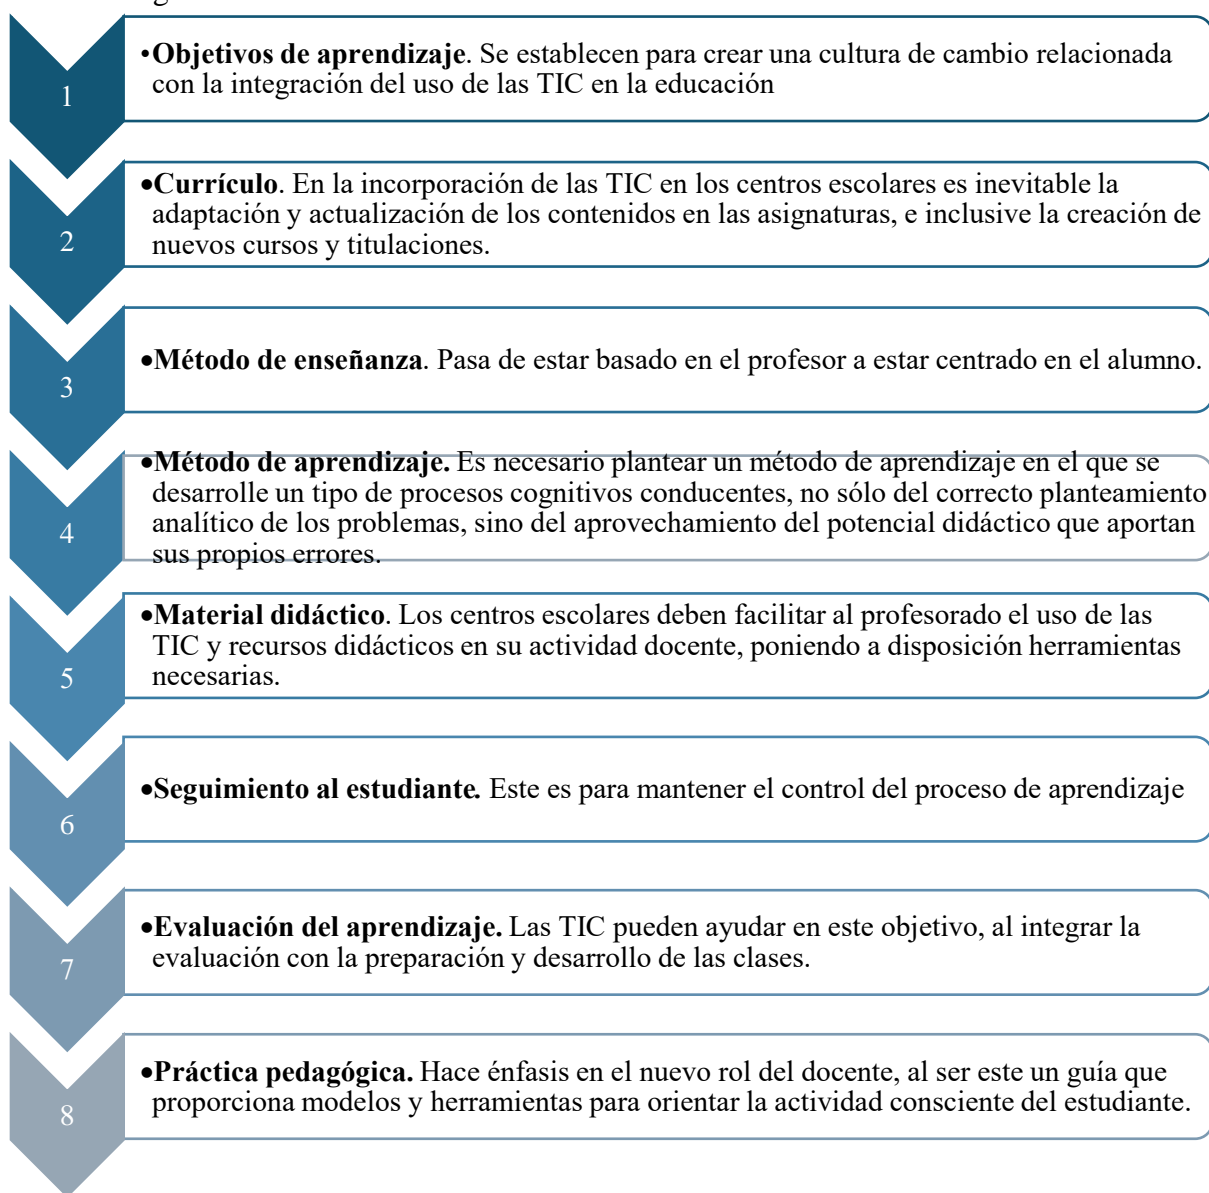 1
•Objetivos de aprendizaje. Se establecen para crear una cultura de cambio relacionada
con la integración del uso de las TIC en la educación
2
•Currículo. En la incorporación de las TIC en los centros escolares es inevitable la
adaptación y actualización de los contenidos en las asignaturas, e inclusive la creación de
nuevos cursos y titulaciones.
3
•Método de enseñanza. Pasa de estar basado en el profesor a estar centrado en el alumno.
4
•Método de aprendizaje. Es necesario plantear un método de aprendizaje en el que se
desarrolle un tipo de procesos cognitivos conducentes, no sólo del correcto planteamiento
analítico de los problemas, sino del aprovechamiento del potencial didáctico que aportan
sus propios errores.
5
•Material didáctico. Los centros escolares deben facilitar al profesorado el uso de las
TIC y recursos didácticos en su actividad docente, poniendo a disposición herramientas
necesarias.
6
•Seguimiento al estudiante. Este es para mantener el control del proceso de aprendizaje
7
•Evaluación del aprendizaje. Las TIC pueden ayudar en este objetivo, al integrar la
evaluación con la preparación y desarrollo de las clases.
8
•Práctica pedagógica. Hace énfasis en el nuevo rol del docente, al ser este un guía que
proporciona modelos y herramientas para orientar la actividad consciente del estudiante.